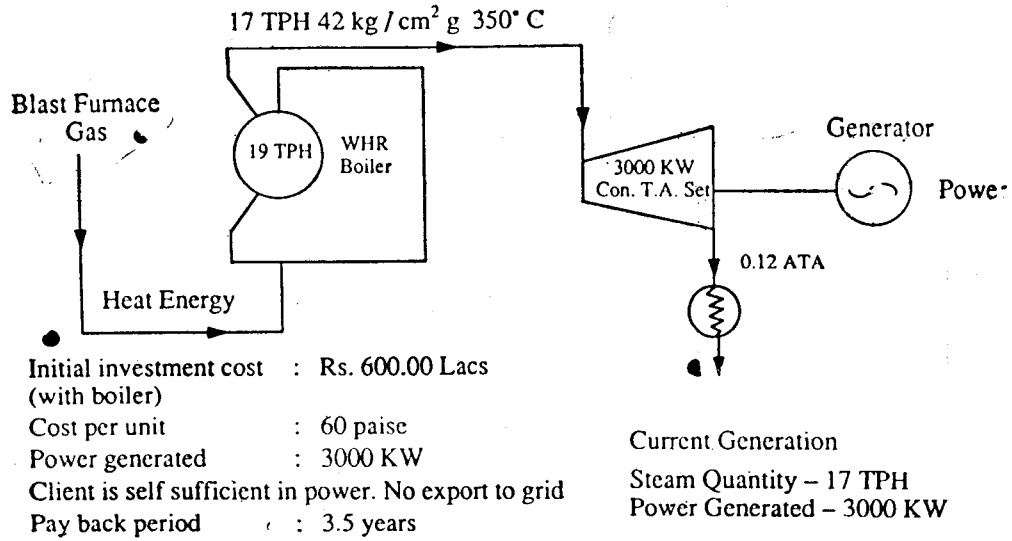 17 TPH 42 kg / cm² g 350° C
Blast Furnace
Gas
19 TPH
WHR
Boiler
Heat Energy
3000 KW
Con. T.A. Set
Generator
Powe
0.12 ATA
Initial investment cost : Rs. 600.00 Lacs
(with boiler)
Cost per unit : 60 paise
Power generated : 3000 KW
Client is self sufficient in power. No export to grid
Pay back period : 3.5 years
Current Generation
Steam Quantity – 17 TPH
Power Generated – 3000 KW